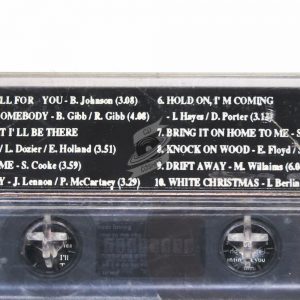 LL FOR YOU - B. Johnson (3.08)
OMEBODY - B. Gibb / R. Gibb (4.08)
T I'LL BE THERE
/ L. Dozier / E. Holland (3.51)
ME - S. Cooke (3.59)
Y - J. Lennon / P. McCartney (3.29)
6. HOLD ON, I'M COMING
- I. Hayes / D. Porter (3.12)
7. BRING IT ON HOME TO ME - S
8. KNOCK ON WOOD - E. Floyd /
9. DRIFT AWAY - M. Willaims (6.0
10. WHITE CHRISTMAS - I. Berlin